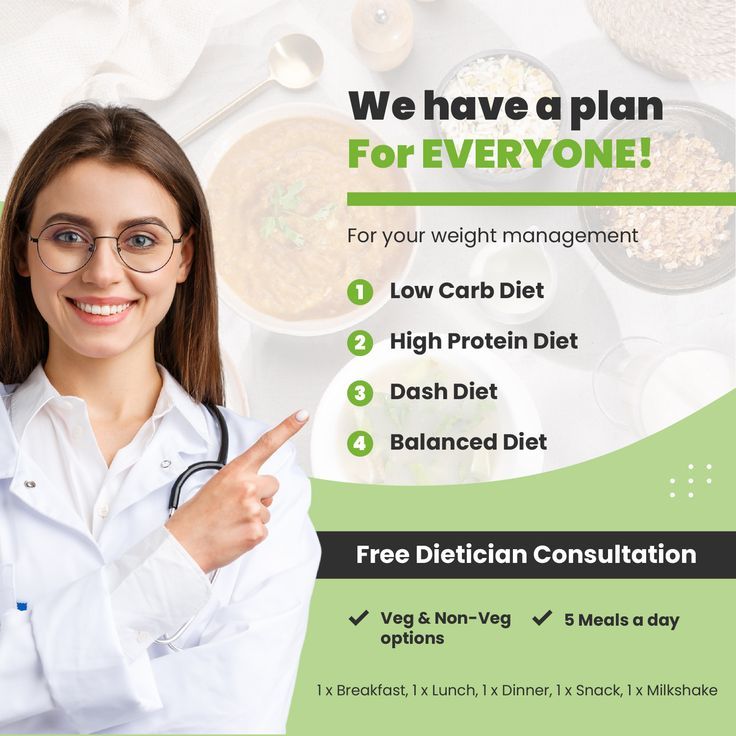 We have a plan
For EVERYONE!
For your weight management
1 Low Carb Diet
2 High Protein Diet
3 Dash Diet
4 Balanced Diet
Free Dietician Consultation
Veg & Non-Veg
options
5 Meals a day
1 x Breakfast, 1 x Lunch, 1 x Dinner, 1 x Snack, 1 x Milkshake